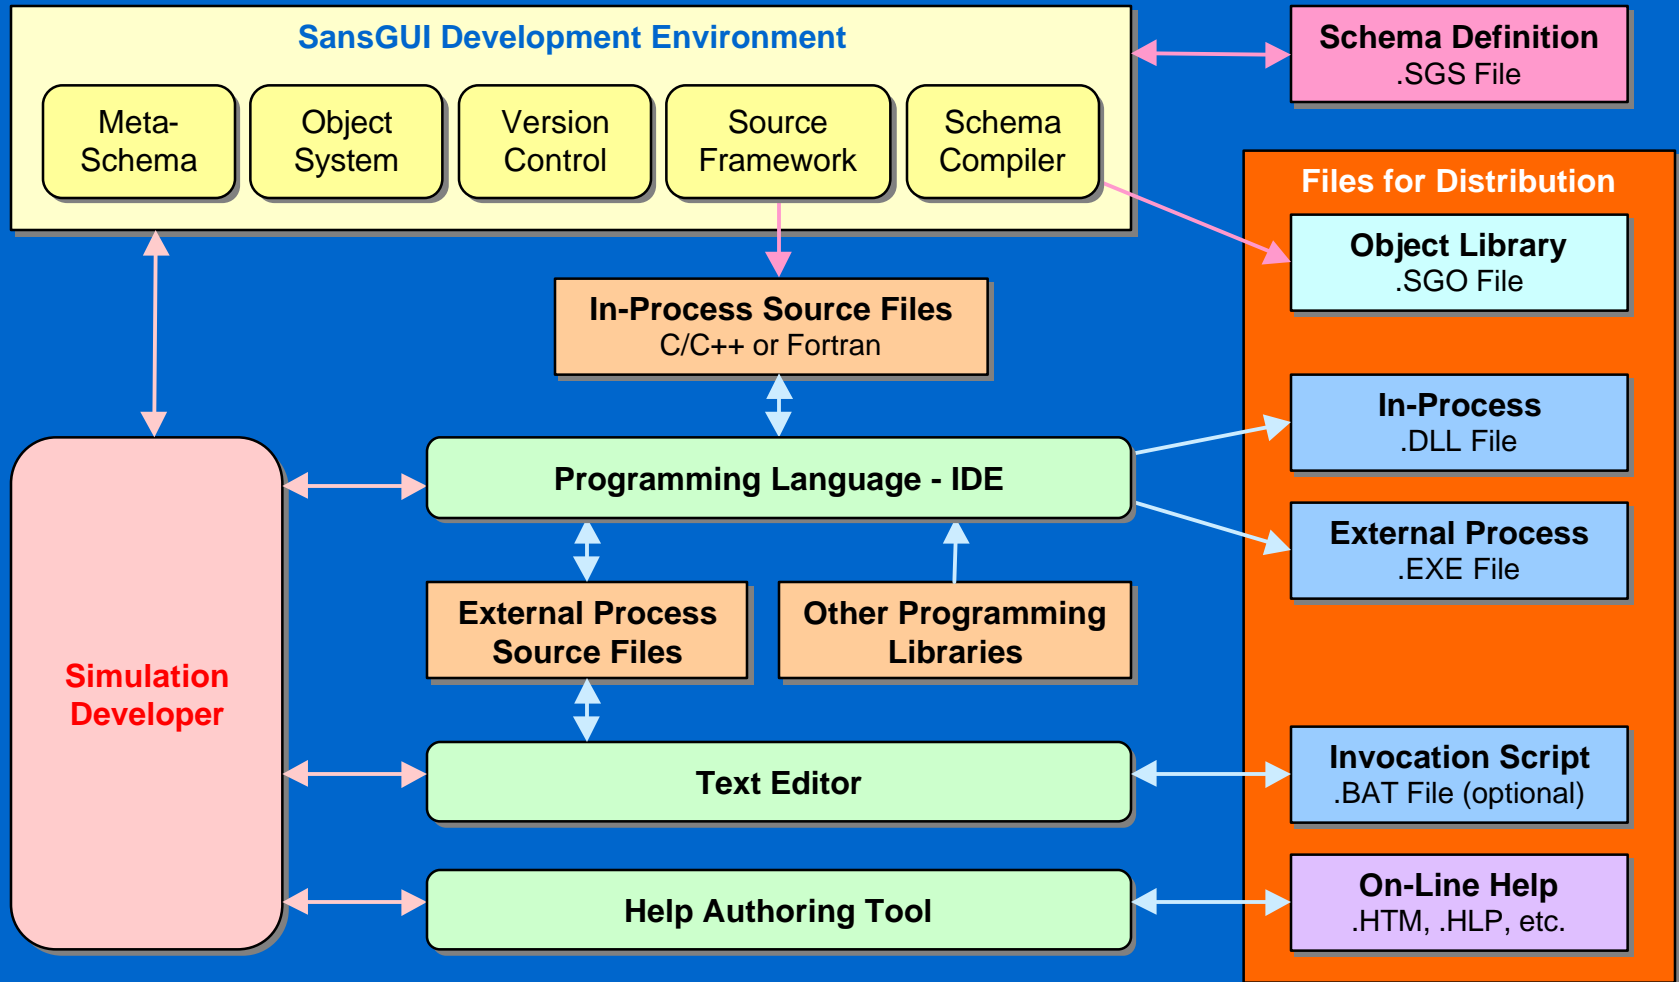 SansGUI Development Environment
Meta-
Schema
Object
System
Version
Control
Source
Framework
Schema
Compiler
Schema Definition
.SGS File
Files for Distribution
Object Library
.SGO File
In-Process Source Files
C/C++ or Fortran
In-Process
.DLL File
Programming Language - IDE
External Process
.EXE File
External Process
Source Files
Other Programming
Libraries
Simulation
Developer
Text Editor
Invocation Script
.BAT File (optional)
Help Authoring Tool
On-Line Help
.HTM, .HLP, etc.